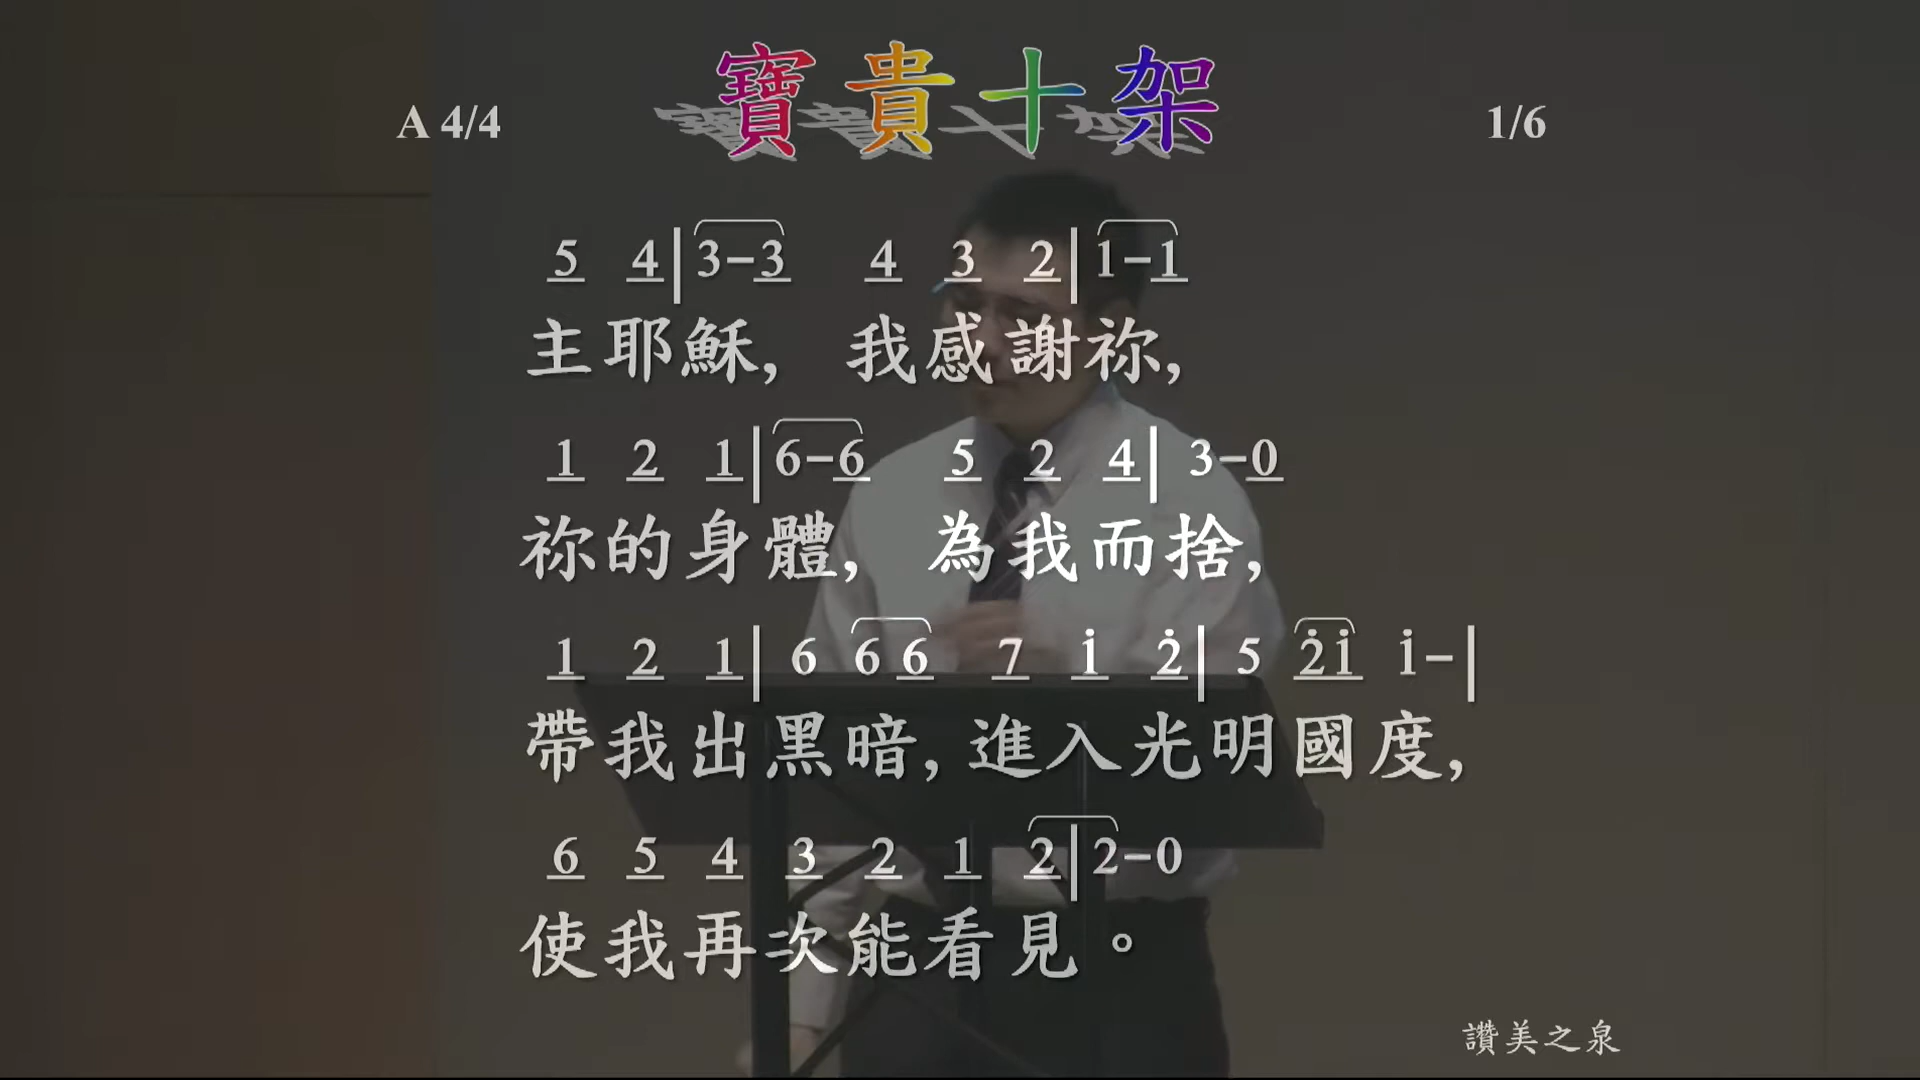 寶貴十架
A 4/4
1/6
5 4|3-3 4 3 2|1-1
主耶穌, 我感謝祢,
1 2 1|6-6 5 2 4|3-0
祢的身體, 為我而捨,
1 2 1|6 6 6 7 i̇ 2̇|5 2̇ i̇ i̇-|
帶我出黑暗, 進入光明國度,
6 5 4 3 2 1 2|2-0
使我再次能看見。
讚美之泉